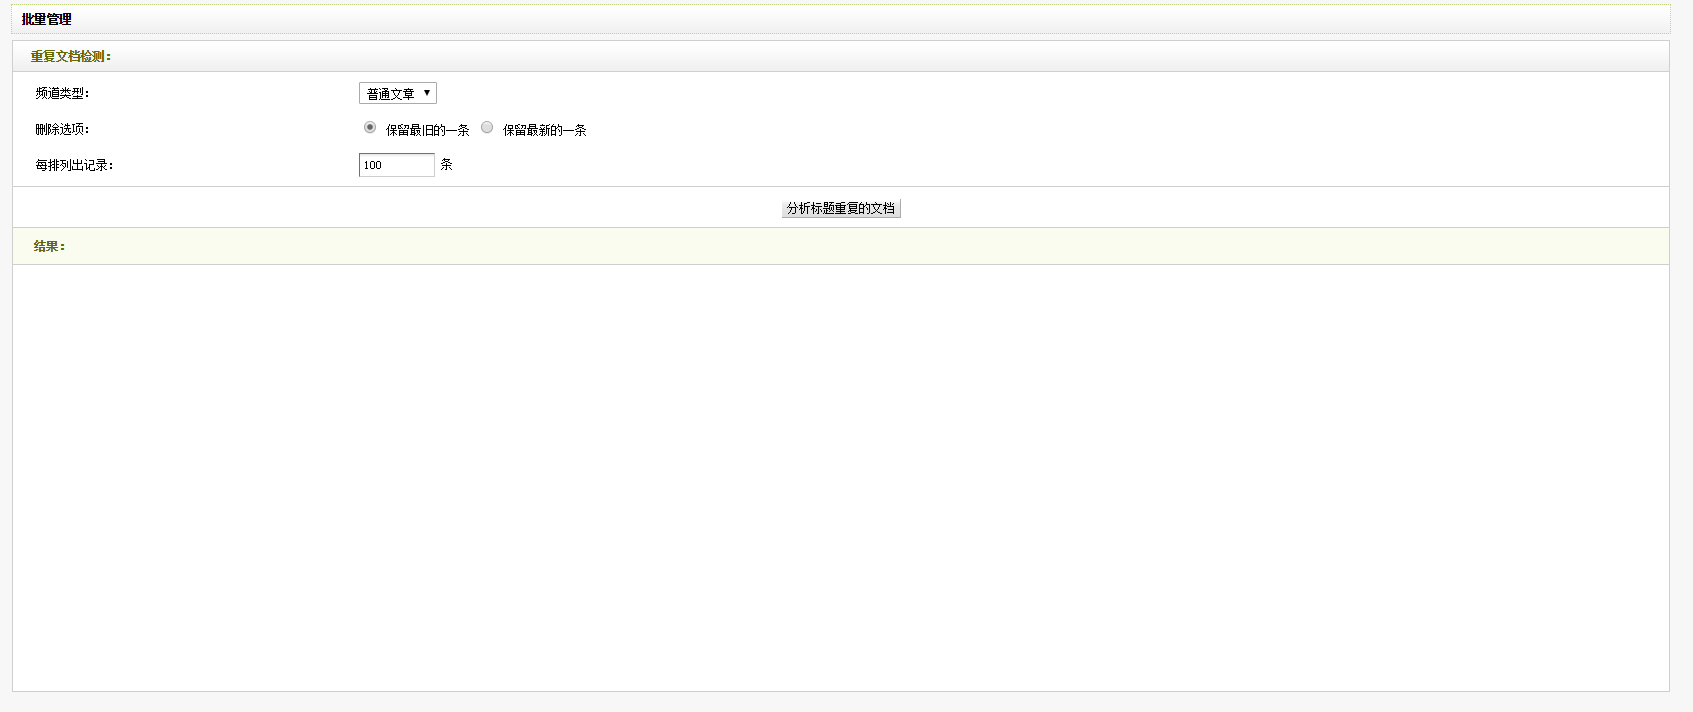 批量管理
重复文档检测：
频道类型： 普通文章
删除选项： 保留最旧的一条 保留最新的一条
每排列出记录： 100 条
分析标题重复的文档
结果：